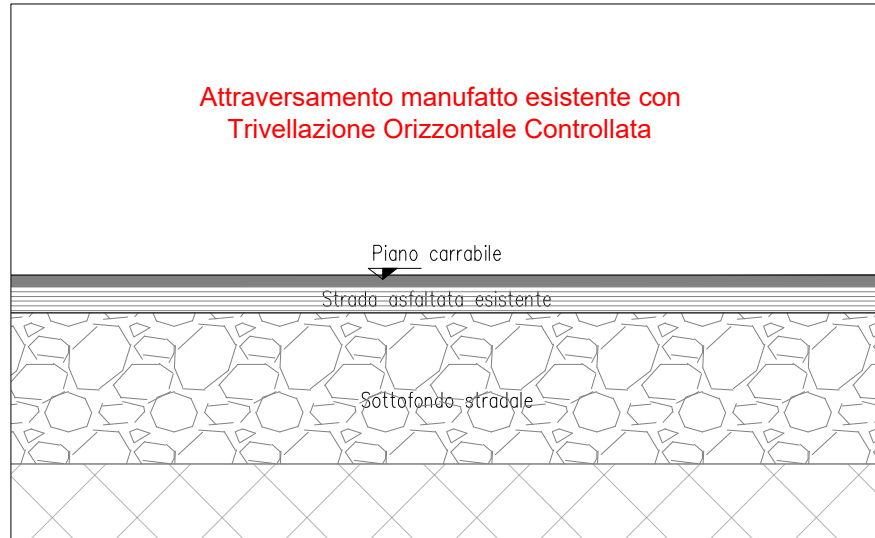 Attraversamento manufatto esistente con
Trivellazione Orizzontale Controllata
Piano carrabile
Strada asfaltata esistente
Sottofondo stradale